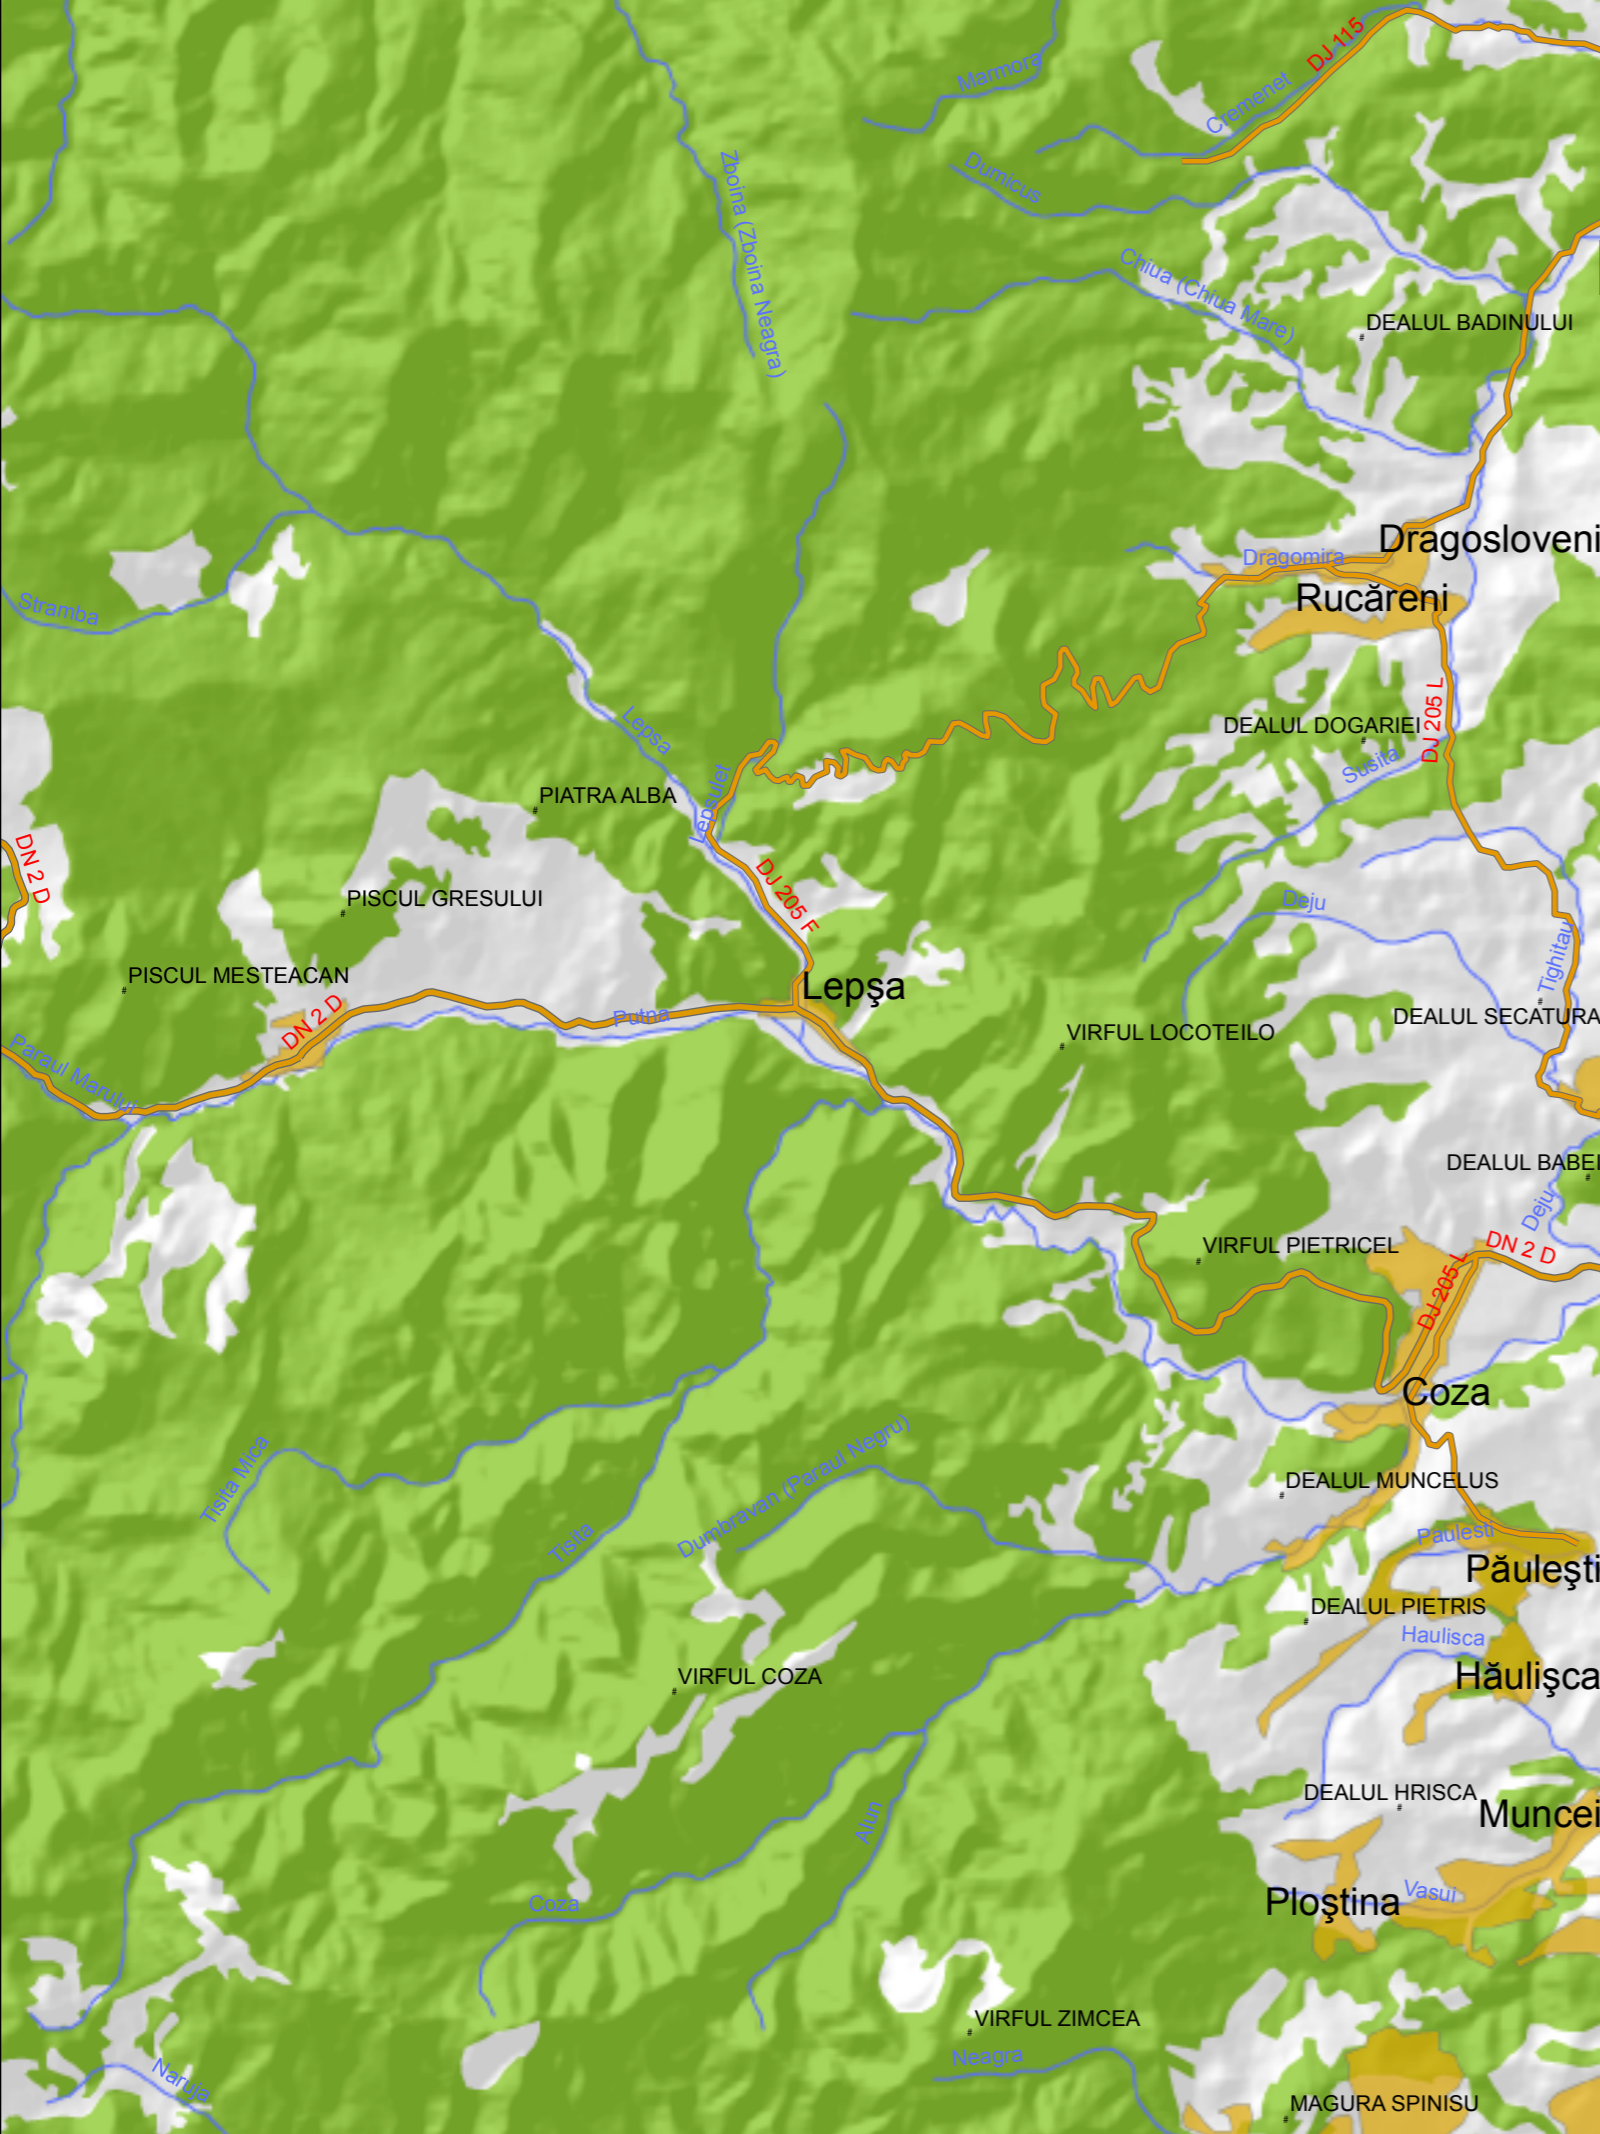 DJ 115
Marmora
Cremenet
Dumicus
Zboina (Zboina Neagra)
Chiua (Chiua Mare)
DEALUL BADINULUI
Dragosloveni
Dragomira
Rucăreni
Stramba
DJ 205 L
Lepsa
DEALUL DOGARIEI
Susita
PIATRA ALBA
Lepsulet
DN 2 D
DJ 205 F
PISCUL GRESULUI
Deju
Tighitau
PISCUL MESTEACAN
Lepşa
DN 2 D
Putna
DEALUL SECATURA
VIRFUL LOCOTEILO
Paraul Marului
DEALUL BABEI
Deju
VIRFUL PIETRICEL
DN 2 D
DJ 205 L
Coza
Tisita Mica
Dumbravan (Paraul Negru)
DEALUL MUNCELUS
Tisita
Paulesti
Păuleşti
DEALUL PIETRIS
Haulisca
Hăulişca
VIRFUL COZA
DEALUL HRISCA
Muncei
Alun
Vasui
Ploştina
Coza
VIRFUL ZIMCEA
Neagra
Naruja
MAGURA SPINISU